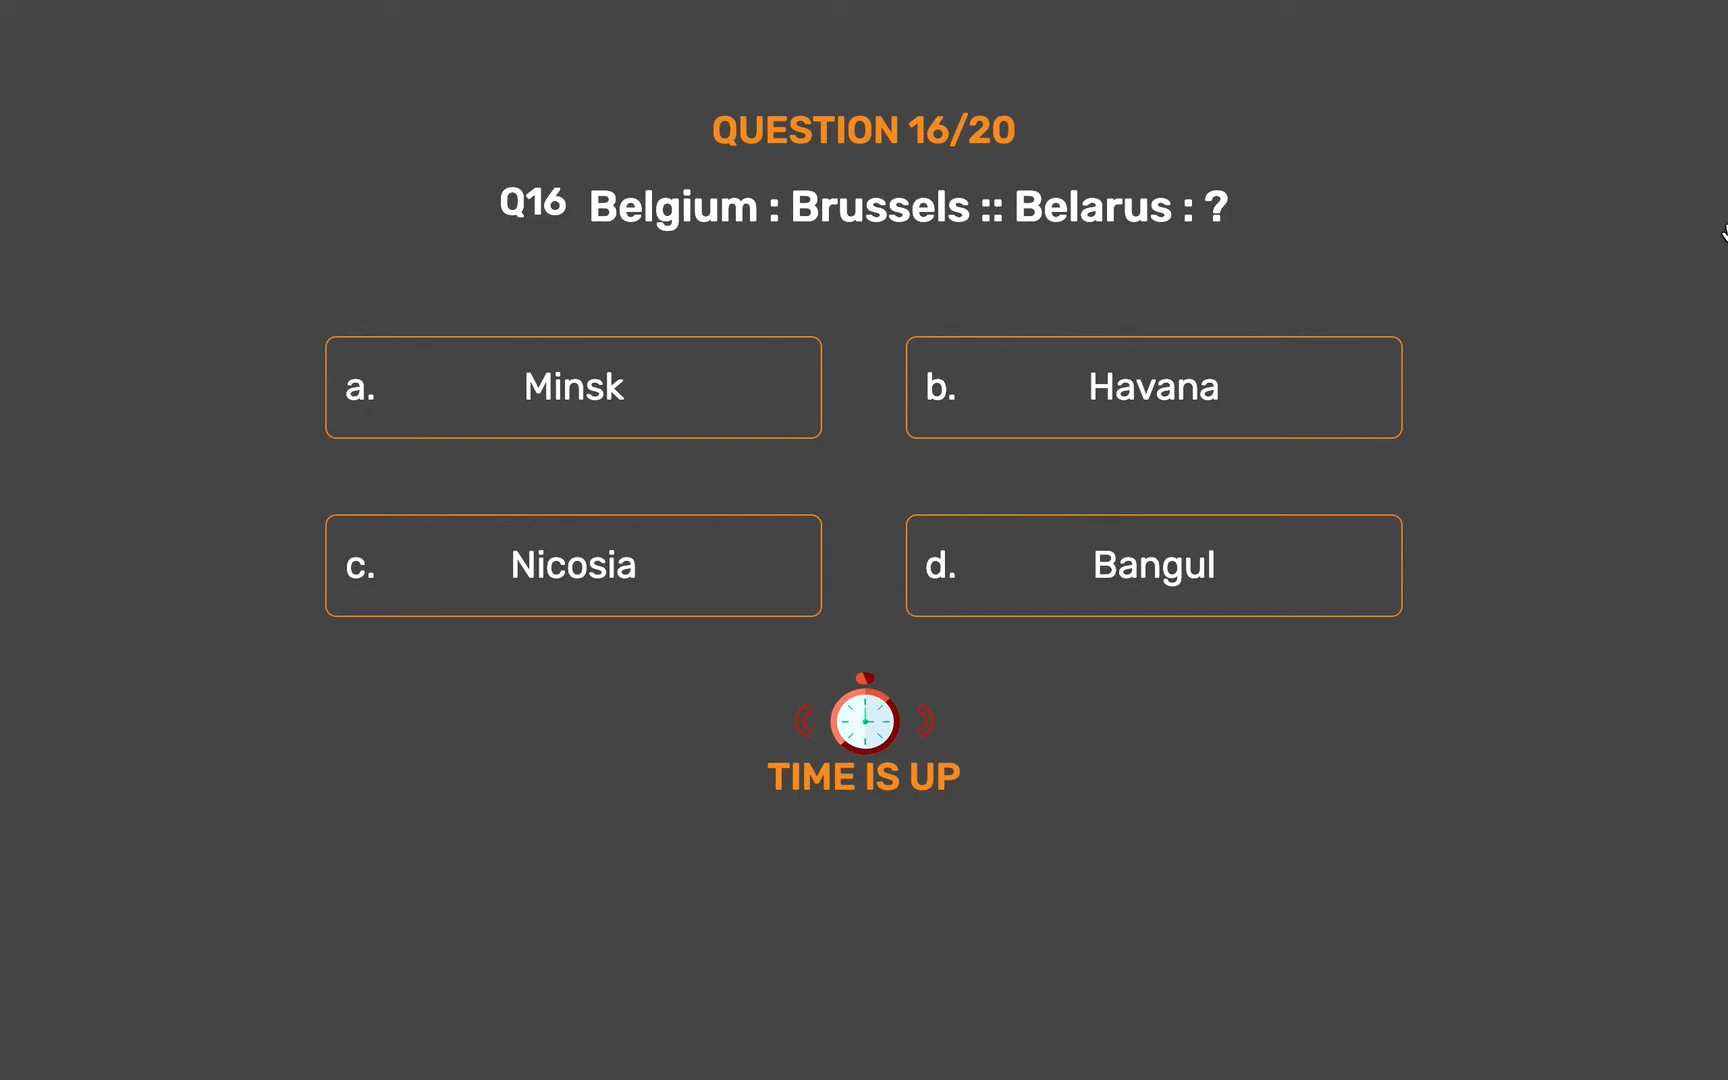 QUESTION 16/20
Q16 Belgium : Brussels :: Belarus : ?
a. Minsk
b. Havana
c. Nicosia
d. Bangul
TIME IS UP